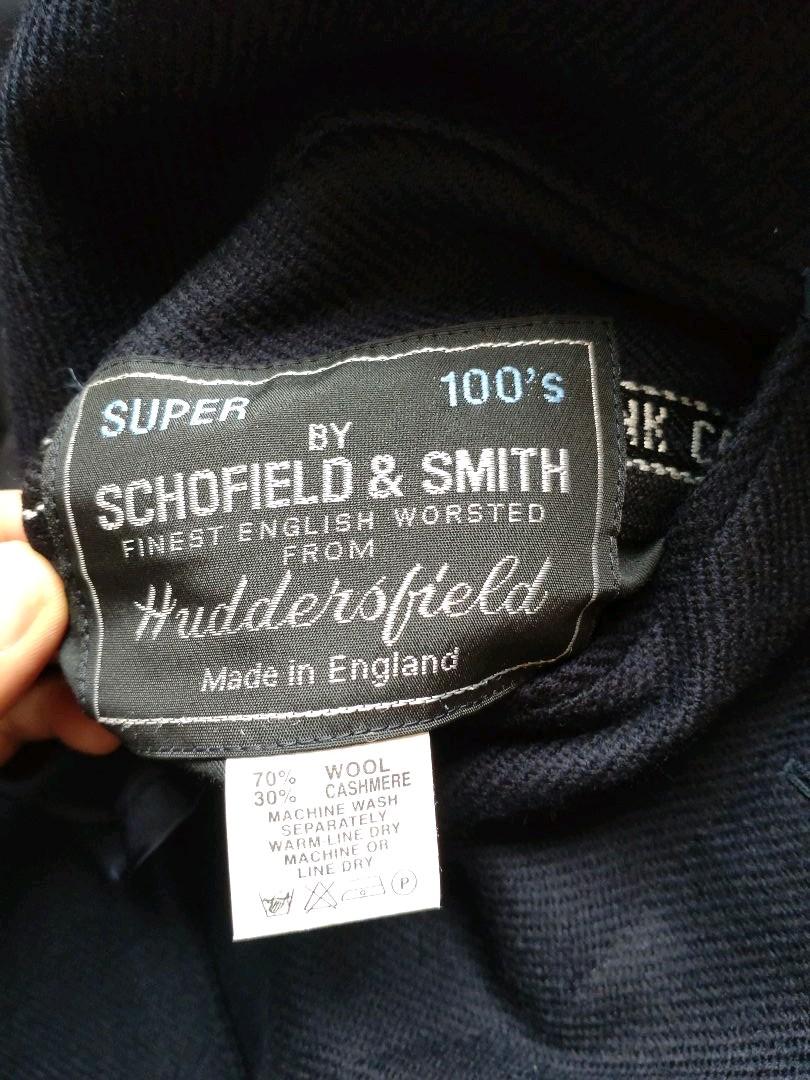 SUPER 100's
BY
SCHOFIELD & SMITH
FINEST ENGLISH WORSTED
FROM
Huddersfield
Made in England
70% WOOL
30% CASHMERE
MACHINE WASH
SEPARATELY
WARM-LINE DRY
MACHINE OR
LINE DRY
P